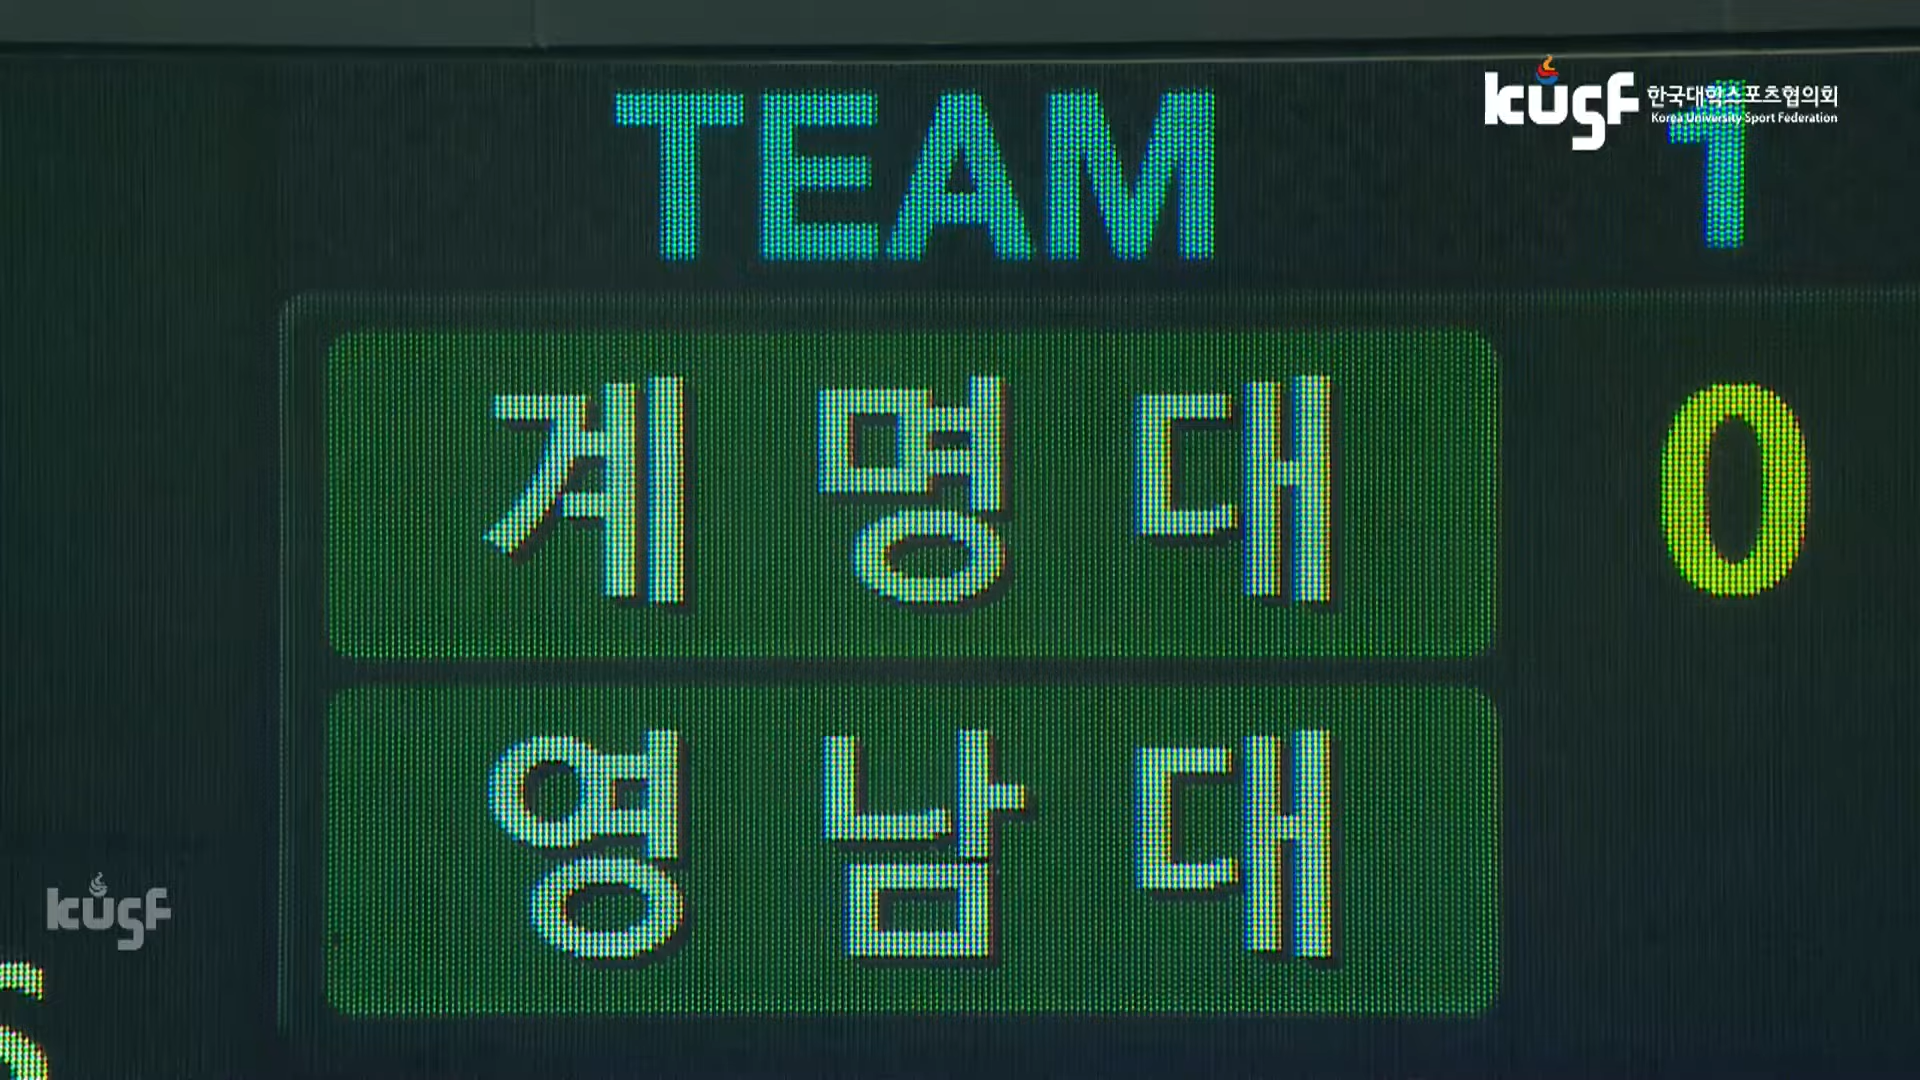 TEAM 1
kusf 한국대학스포츠협의회
Korea University Sport Federation
계명대 0
영남대
kusf